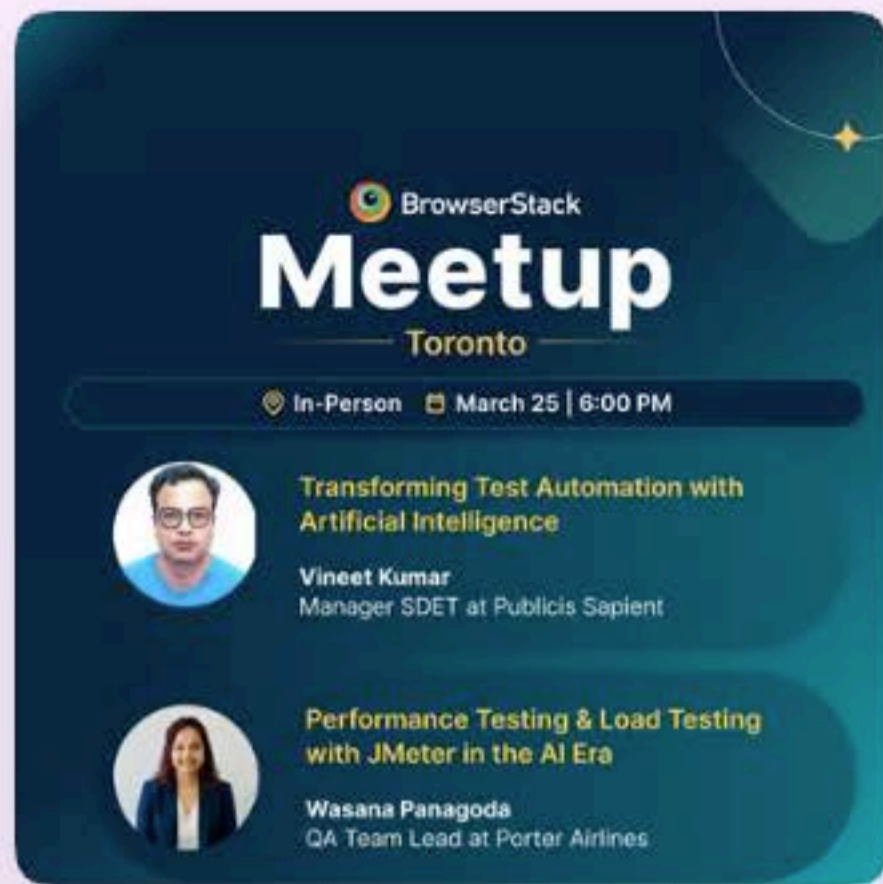 BrowserStack
Meetup
Toronto
In-Person March 25 | 6:00 PM
Transforming Test Automation with
Artificial Intelligence
Vineet Kumar
Manager SDET at Publicis Sapient
Performance Testing & Load Testing
with JMeter in the AI Era
Wasana Panagoda
QA Team Lead at Porter Airlines